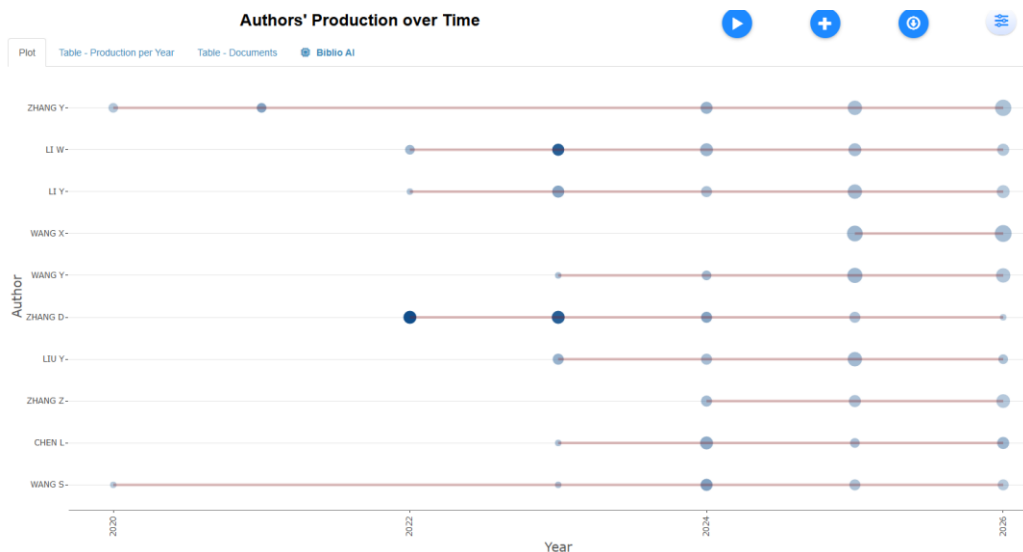 Authors' Production over Time
Plot
Table - Production per Year
Table - Documents
Biblio AI
ZHANG Y
LI W
LI Y
WANG X
WANG Y
ZHANG D
LIU Y
ZHANG Z
CHEN L
WANG S
Author
2020
2022
2024
2026
Year